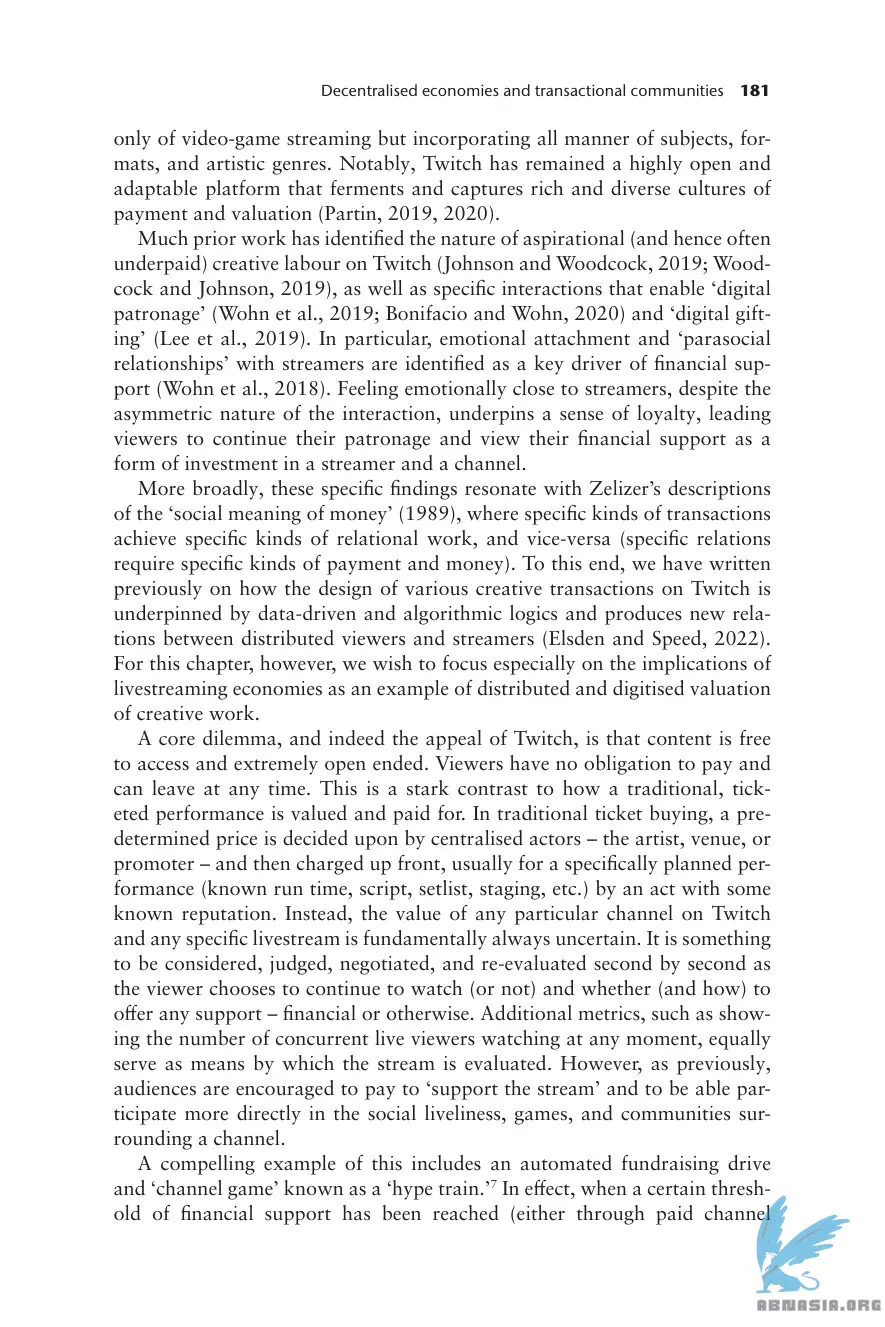 Decentralised economies and transactional communities 181
only of video-game streaming but incorporating all manner of subjects, for-
mats, and artistic genres. Notably, Twitch has remained a highly open and
adaptable platform that ferments and captures rich and diverse cultures of
payment and valuation (Partin, 2019, 2020).
Much prior work has identified the nature of aspirational (and hence often
underpaid) creative labour on Twitch (Johnson and Woodcock, 2019; Wood-
cock and Johnson, 2019), as well as specific interactions that enable ‘digital
patronage’ (Wohn et al., 2019; Bonifacio and Wohn, 2020) and ‘digital gift-
ing’ (Lee et al., 2019). In particular, emotional attachment and ‘parasocial
relationships’ with streamers are identified as a key driver of financial sup-
port (Wohn et al., 2018). Feeling emotionally close to streamers, despite the
asymmetric nature of the interaction, underpins a sense of loyalty, leading
viewers to continue their patronage and view their financial support as a
form of investment in a streamer and a channel.
More broadly, these specific findings resonate with Zelizer’s descriptions
of the ‘social meaning of money’ (1989), where specific kinds of transactions
achieve specific kinds of relational work, and vice-versa (specific relations
require specific kinds of payment and money). To this end, we have written
previously on how the design of various creative transactions on Twitch is
underpinned by data-driven and algorithmic logics and produces new rela-
tions between distributed viewers and streamers (Elsden and Speed, 2022).
For this chapter, however, we wish to focus especially on the implications of
livestreaming economies as an example of distributed and digitised valuation
of creative work.
A core dilemma, and indeed the appeal of Twitch, is that content is free
to access and extremely open ended. Viewers have no obligation to pay and
can leave at any time. This is a stark contrast to how a traditional, tick-
eted performance is valued and paid for. In traditional ticket buying, a pre-
determined price is decided upon by centralised actors – the artist, venue, or
promoter – and then charged up front, usually for a specifically planned per-
formance (known run time, script, setlist, staging, etc.) by an act with some
known reputation. Instead, the value of any particular channel on Twitch
and any specific livestream is fundamentally always uncertain. It is something
to be considered, judged, negotiated, and re-evaluated second by second as
the viewer chooses to continue to watch (or not) and whether (and how) to
offer any support – financial or otherwise. Additional metrics, such as show-
ing the number of concurrent live viewers watching at any moment, equally
serve as means by which the stream is evaluated. However, as previously,
audiences are encouraged to pay to ‘support the stream’ and to be able par-
ticipate more directly in the social liveliness, games, and communities sur-
rounding a channel.
A compelling example of this includes an automated fundraising drive
and ‘channel game’ known as a ‘hype train.’7 In effect, when a certain thresh-
old of financial support has been reached (either through paid channel
ABNASIA.ORG